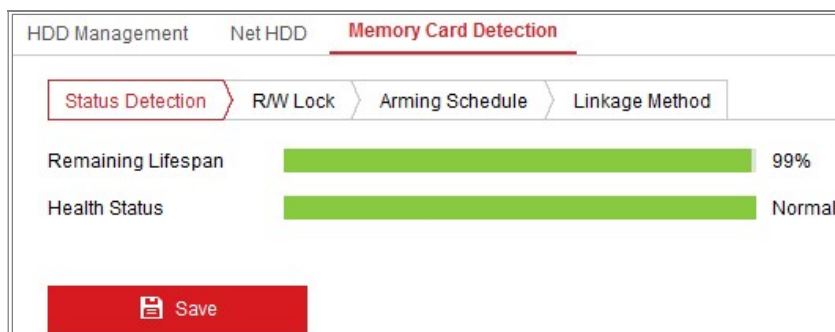 HDD Management Net HDD Memory Card Detection
Status Detection R/W Lock Arming Schedule Linkage Method
Remaining Lifespan 99%
Health Status Normal
Save